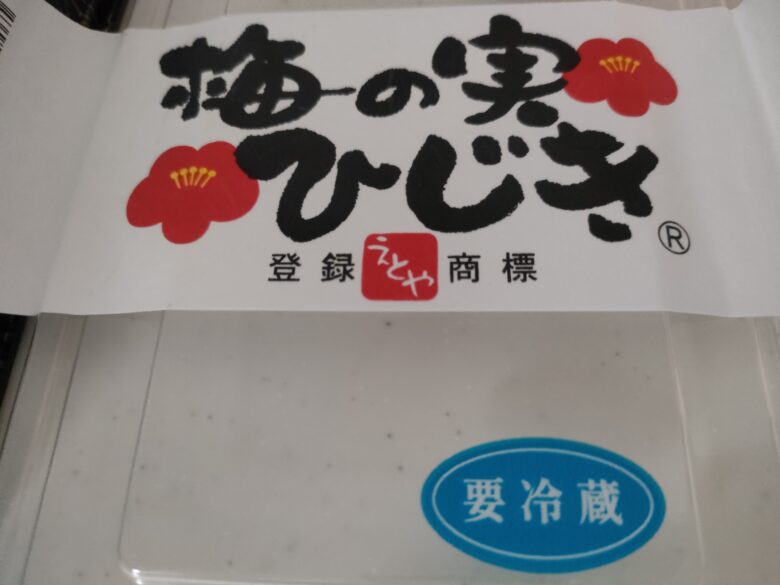 梅の実
ひじき®
登録 えとや 商標
要冷蔵